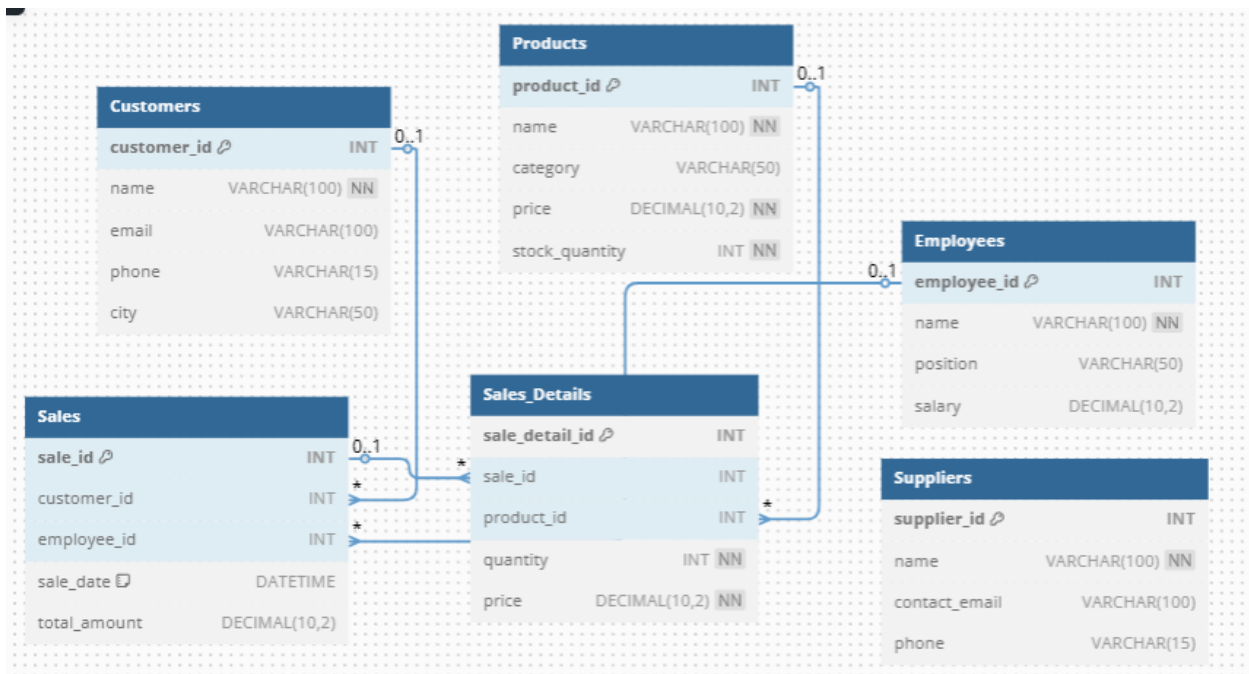 Customers
customer_id INT 0..1
name VARCHAR(100) NN
email VARCHAR(100)
phone VARCHAR(15)
city VARCHAR(50)
Products
product_id INT 0..1
name VARCHAR(100) NN
category VARCHAR(50)
price DECIMAL(10,2) NN
stock_quantity INT NN
0..1
Employees
employee_id INT
name VARCHAR(100) NN
position VARCHAR(50)
salary DECIMAL(10,2)
Sales
sale_id INT 0..1
customer_id INT *
employee_id INT *
sale_date DATETIME
total_amount DECIMAL(10,2)
Sales_Details
sale_detail_id INT
* sale_id INT
product_id INT *
quantity INT NN
price DECIMAL(10,2) NN
Suppliers
supplier_id INT
name VARCHAR(100) NN
contact_email VARCHAR(100)
phone VARCHAR(15)